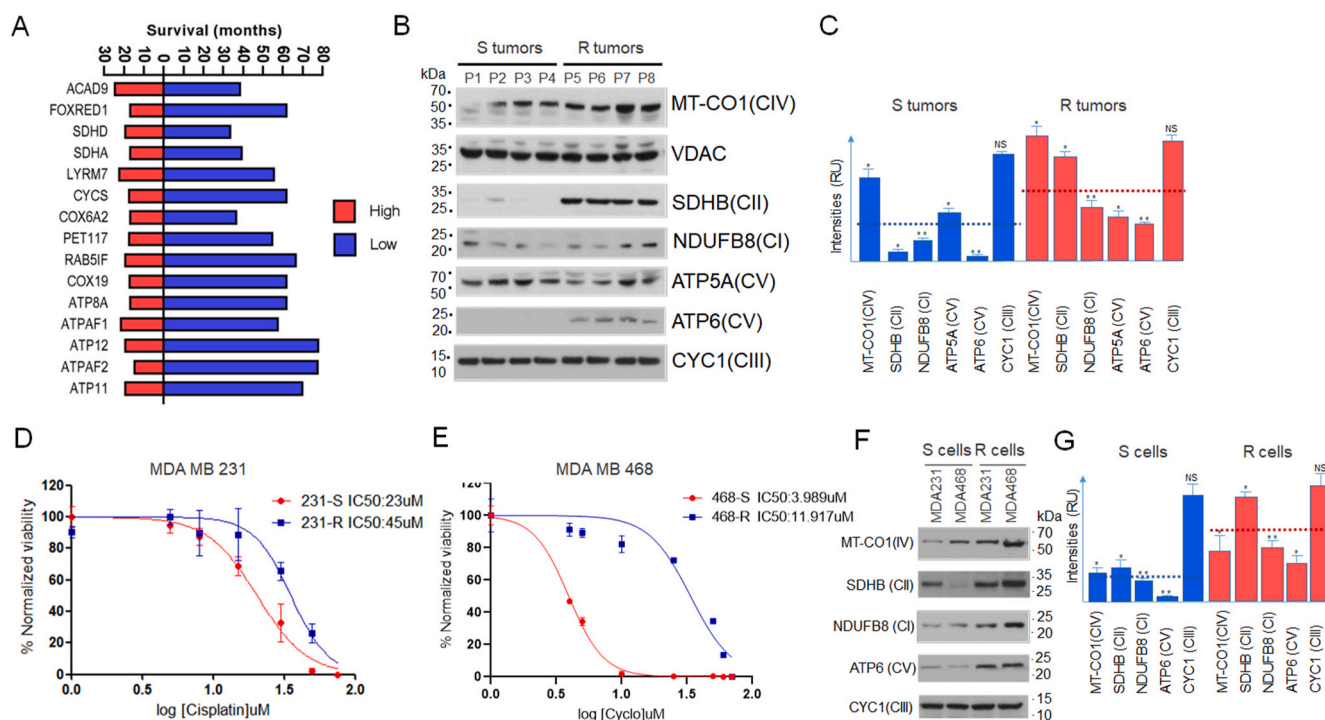 A
Survival (months)
30 20 10 0 10 20 30 40 50 60 70 80
ACAD9
FOXRED1
SDHD
SDHA
LYRM7
CYCS
COX6A2
PET117
RAB5IF
COX19
ATP8A
ATPAF1
ATP12
ATPAF2
ATP11
High
Low
B
S tumors R tumors
kDa P1 P2 P3 P4 P5 P6 P7 P8
70
50
35
MT-CO1(CIV)
35
25
VDAC
35
25
SDHB(CII)
25
20
NDUFB8(CI)
70
50
ATP5A(CV)
25
20
ATP6(CV)
15
10
CYC1(CIII)
C
S tumors R tumors
Intensities (RU)
* * ** * ** NS * * ** * ** NS
MT-CO1(CIV)
SDHB (CII)
NDUFB8 (CI)
ATP5A (CV)
ATP6 (CV)
CYC1 (CIII)
MT-CO1(CIV)
SDHB (CII)
NDUFB8 (CI)
ATP5A (CV)
ATP6 (CV)
CYC1 (CIII)
D
MDA MB 231
% Normalized viability
120
100
80
60
40
20
0
231-S IC50:23uM
231-R IC50:45uM
0.0 0.5 1.0 1.5 2.0
log [Cisplatin]uM
E
MDA MB 468
% Normalized viability
120
100
80
60
40
20
0
468-S IC50:3.989uM
468-R IC50:11.917uM
0.0 0.5 1.0 1.5 2.0
log [Cyclo]uM
F
S cells R cells
MDA231 MDA468 MDA231 MDA468
kDa
MT-CO1(IV)
70
50
SDHB (CII)
35
25
NDUFB8 (CI)
25
20
ATP6 (CV)
25
20
CYC1(CIII)
15
10
G
S cells R cells
Intensities (RU)
* * ** ** NS * * ** * NS
MT-CO1(CIV)
SDHB (CII)
NDUFB8 (CI)
ATP6 (CV)
CYC1 (CIII)
MT-CO1(CIV)
SDHB (CII)
NDUFB8 (CI)
ATP6 (CV)
CYC1 (CIII)